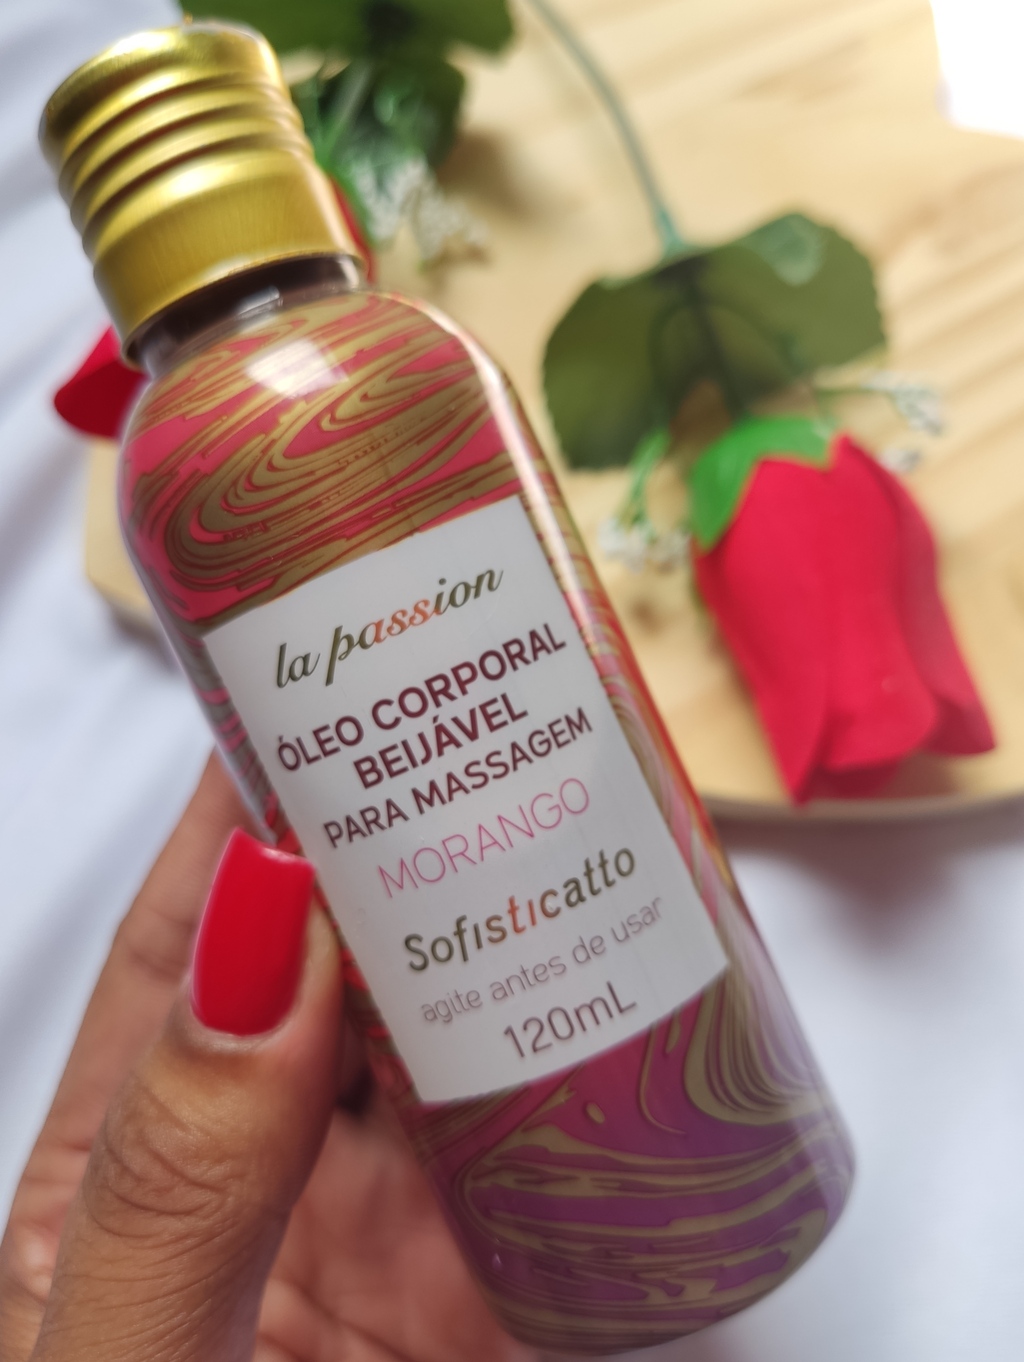 la passion
ÓLEO CORPORAL
BEIJÁVEL
PARA MASSAGEM
MORANGO
Sofisticatto
agite antes de usar
120mL